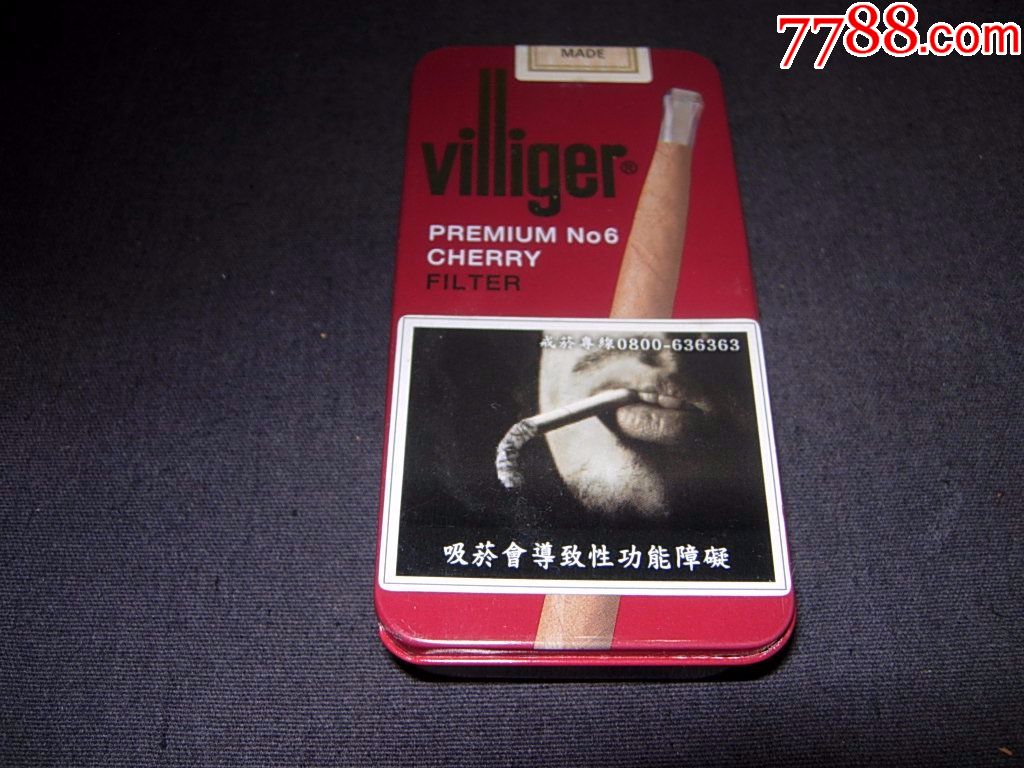 7788.com
MADE
villiger®
PREMIUM No6
CHERRY
FILTER
戒菸專線0800-636363
吸菸會導致性功能障礙